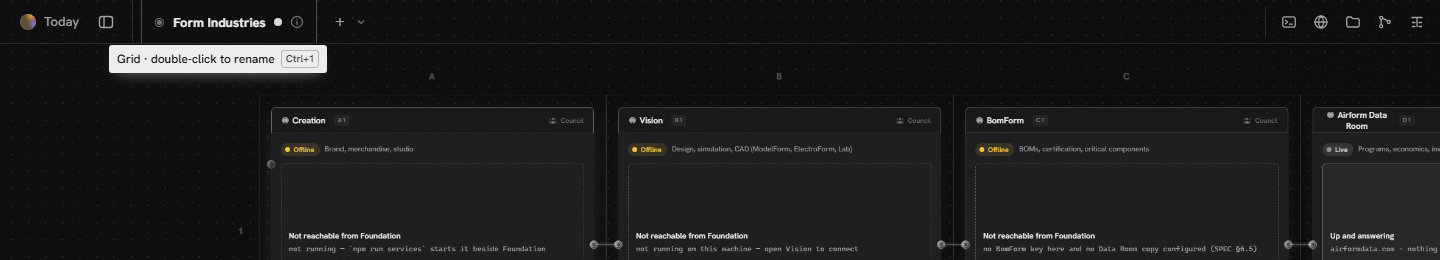 Today
Form Industries
Grid · double-click to rename Ctrl+1
A
B
C
Creation A1 Council
Vision B1 Council
BomForm C1 Council
Airform Data Room D1
Offline Brand, merchandise, studio
Offline Design, simulation, CAD (ModelForm, ElectroForm, Lab)
Offline BOMs, certification, critical components
Live Programs, economics, inv
1
Not reachable from Foundation
not running — `npm run services` starts it beside Foundation
Not reachable from Foundation
not running on this machine — open Vision to connect
Not reachable from Foundation
no BomForm key here and no Data Room copy configured (SPEC §6.5)
Up and answering
airformdata.com · nothing